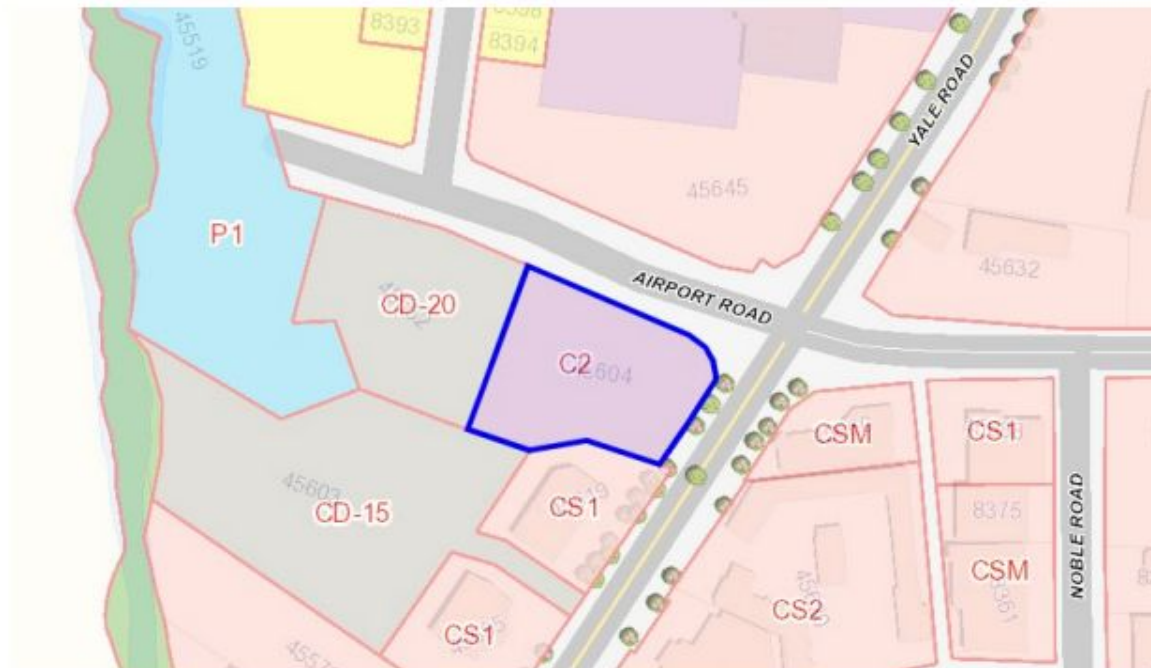 8393
8394
45519
YALE ROAD
45645
P1
45632
CD-20
AIRPORT ROAD
C2
CSM
CS1
45603
CD-15
CS1
8375
NOBLE ROAD
CSM
CS2
CS1